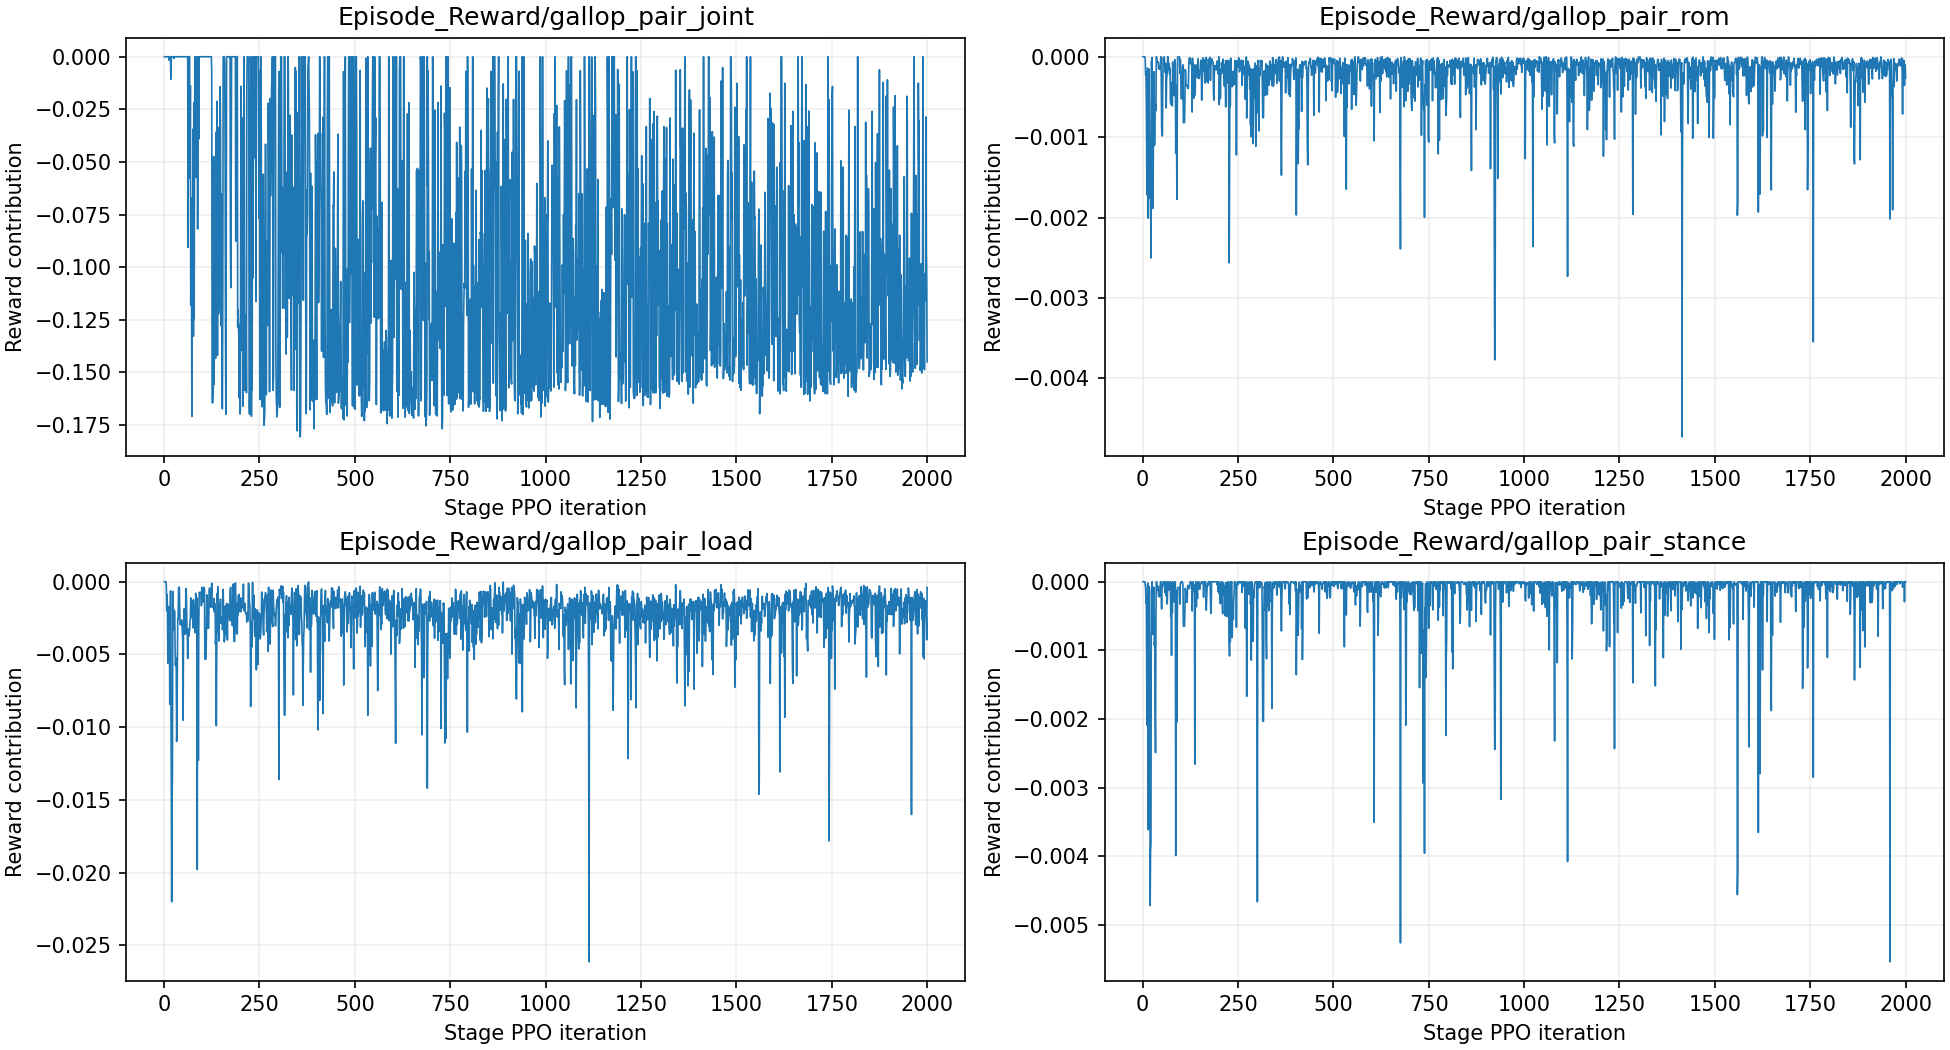 Episode_Reward/gallop_pair_joint
Reward contribution
0.000
−0.025
−0.050
−0.075
−0.100
−0.125
−0.150
−0.175
0 250 500 750 1000 1250 1500 1750 2000
Stage PPO iteration
Episode_Reward/gallop_pair_rom
Reward contribution
0.000
−0.001
−0.002
−0.003
−0.004
0 250 500 750 1000 1250 1500 1750 2000
Stage PPO iteration
Episode_Reward/gallop_pair_load
Reward contribution
0.000
−0.005
−0.010
−0.015
−0.020
−0.025
0 250 500 750 1000 1250 1500 1750 2000
Stage PPO iteration
Episode_Reward/gallop_pair_stance
Reward contribution
0.000
−0.001
−0.002
−0.003
−0.004
−0.005
0 250 500 750 1000 1250 1500 1750 2000
Stage PPO iteration